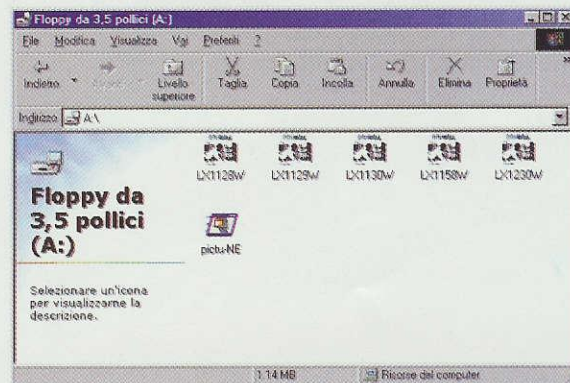 Floppy da 3,5 pollici (A:)
File Modifica Visualizza Vai Preferiti ?
Indietro Avanti Livello superiore Taglia Copia Incolla Annulla Elimina Proprietà
Indirizzo A:\
LX1128W LX1129W LX1130W LX1158W LX1230W
Floppy da
3,5 pollici
(A:)
pictu-NE
Selezionare un'icona
per visualizzarne la
descrizione.
1.14 MB Risorse del computer